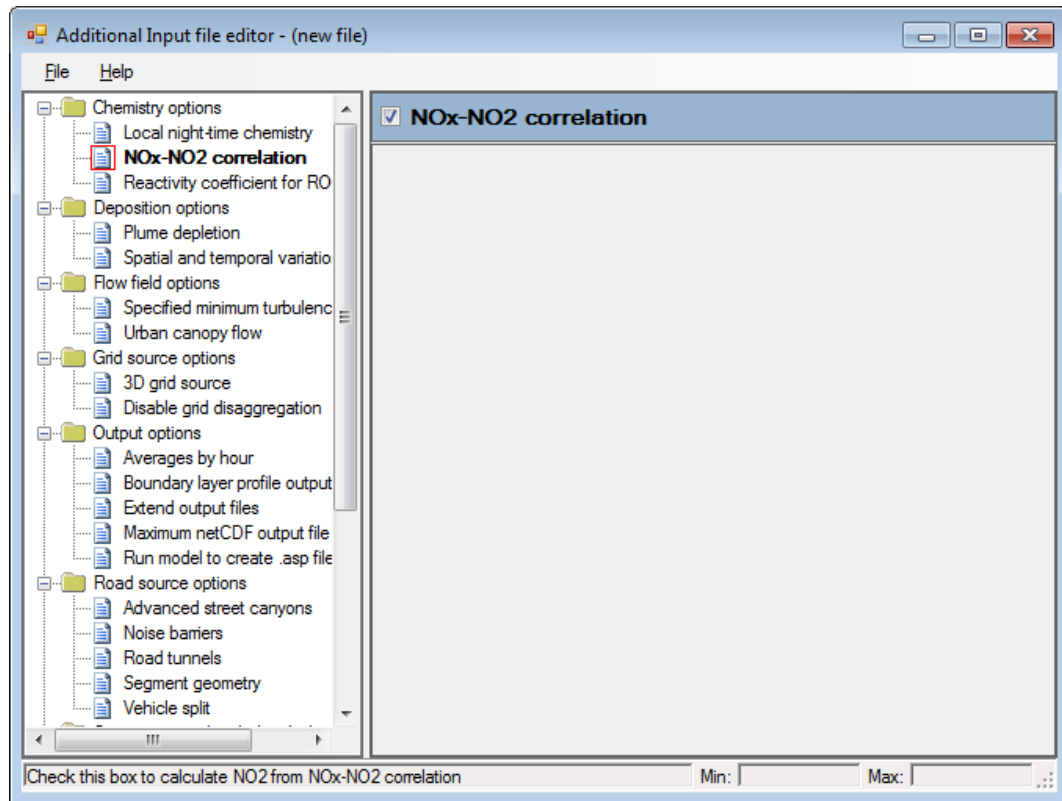 Additional Input file editor - (new file)
File Help
Chemistry options
Local night-time chemistry
NOx-NO2 correlation
Reactivity coefficient for RO
Deposition options
Plume depletion
Spatial and temporal variatio
Flow field options
Specified minimum turbulenc
Urban canopy flow
Grid source options
3D grid source
Disable grid disaggregation
Output options
Averages by hour
Boundary layer profile output
Extend output files
Maximum netCDF output file
Run model to create .asp file
Road source options
Advanced street canyons
Noise barriers
Road tunnels
Segment geometry
Vehicle split
NOx-NO2 correlation
Check this box to calculate NO2 from NOx-NO2 correlation Min: Max: